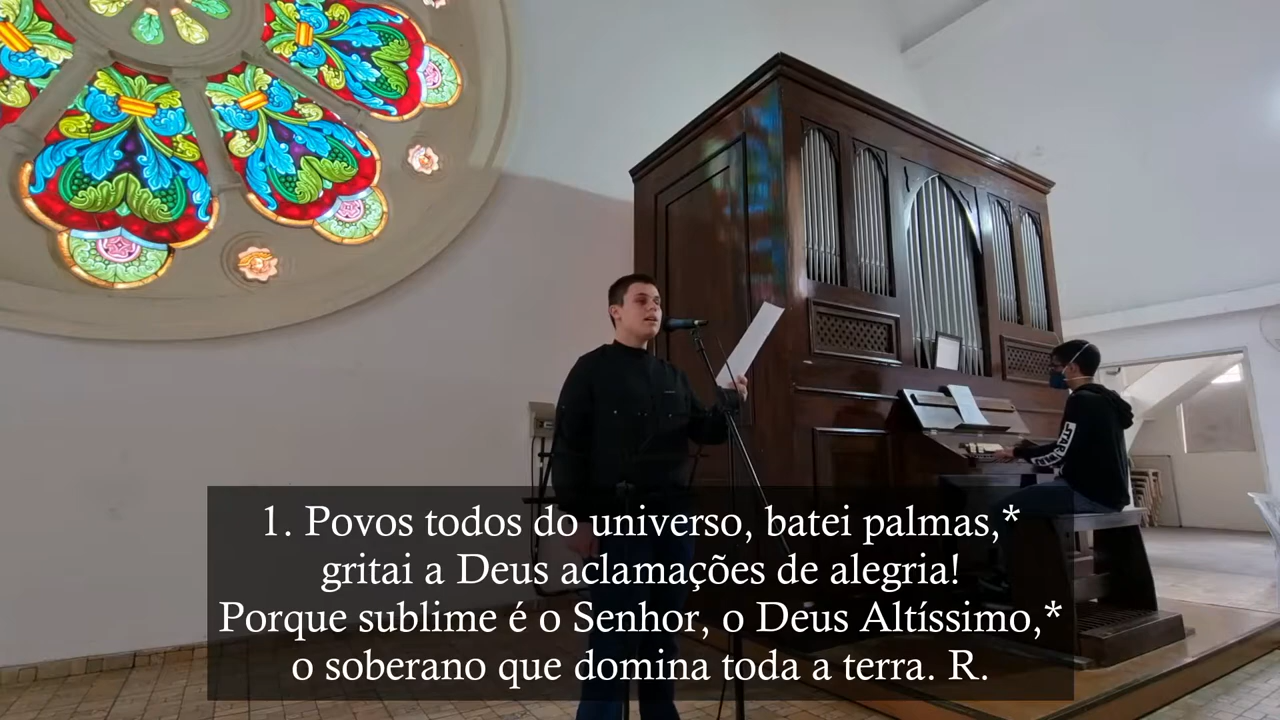 1. Povos todos do universo, batei palmas,*
gritai a Deus aclamações de alegria!
Porque sublime é o Senhor, o Deus Altíssimo,*
o soberano que domina toda a terra. R.